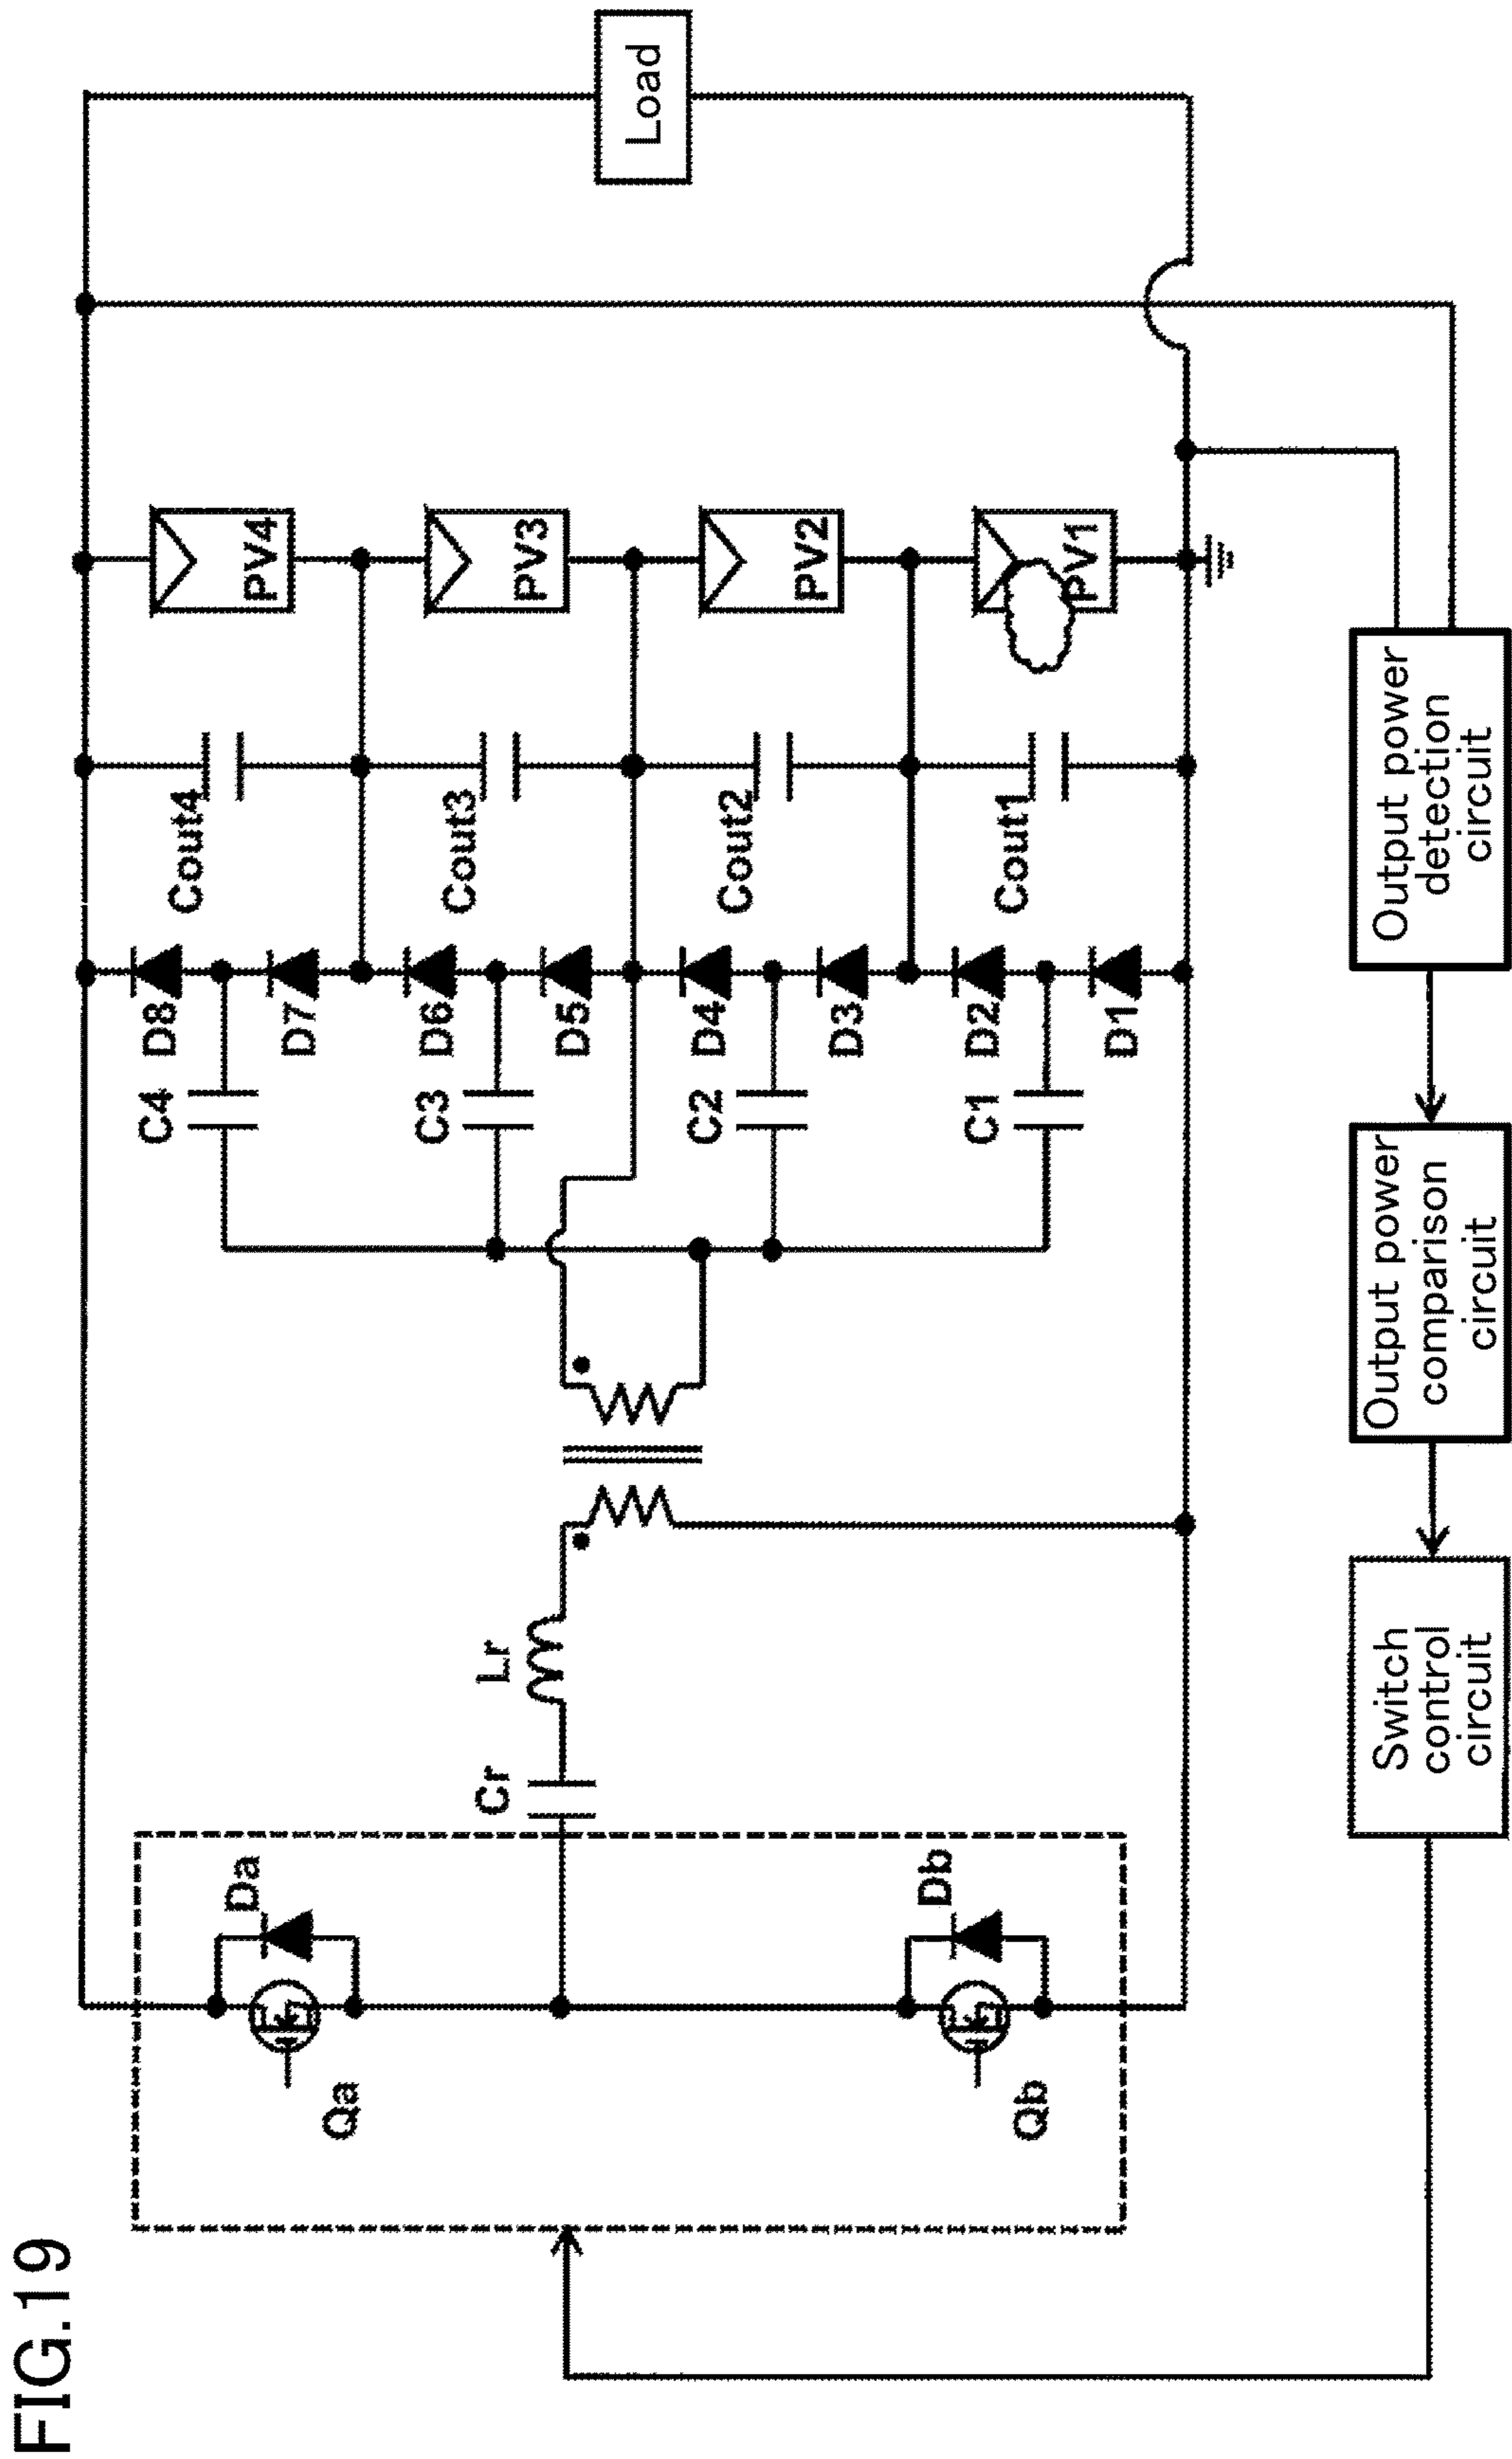 FIG.19
Qa
Da
Qb
Db
Cr
Lr
C4
C3
C2
C1
D8
D7
D6
D5
D4
D3
D2
D1
Cout4
Cout3
Cout2
Cout1
PV4
PV3
PV2
PV1
Load
Switch
control
circuit
Output power
comparison
circuit
Output power
detection
circuit